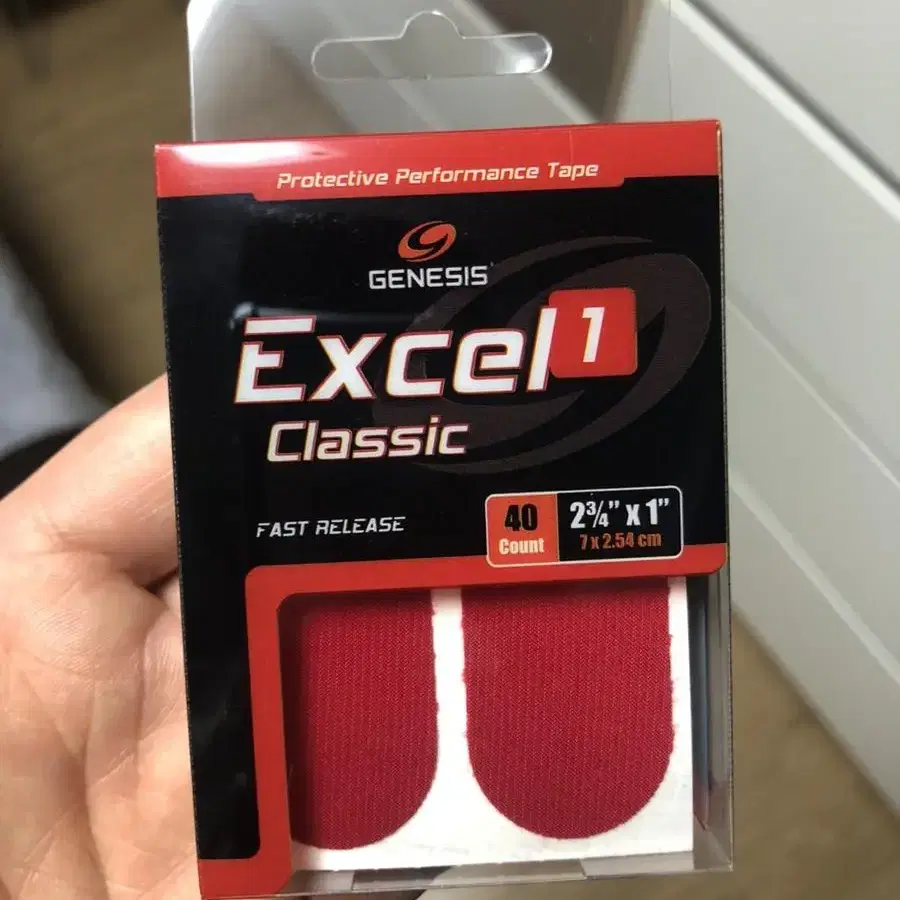 Protective Performance Tape
GENESIS
Excel 1
Classic
FAST RELEASE
40 Count
2¾" x 1"
7 x 2.54 cm